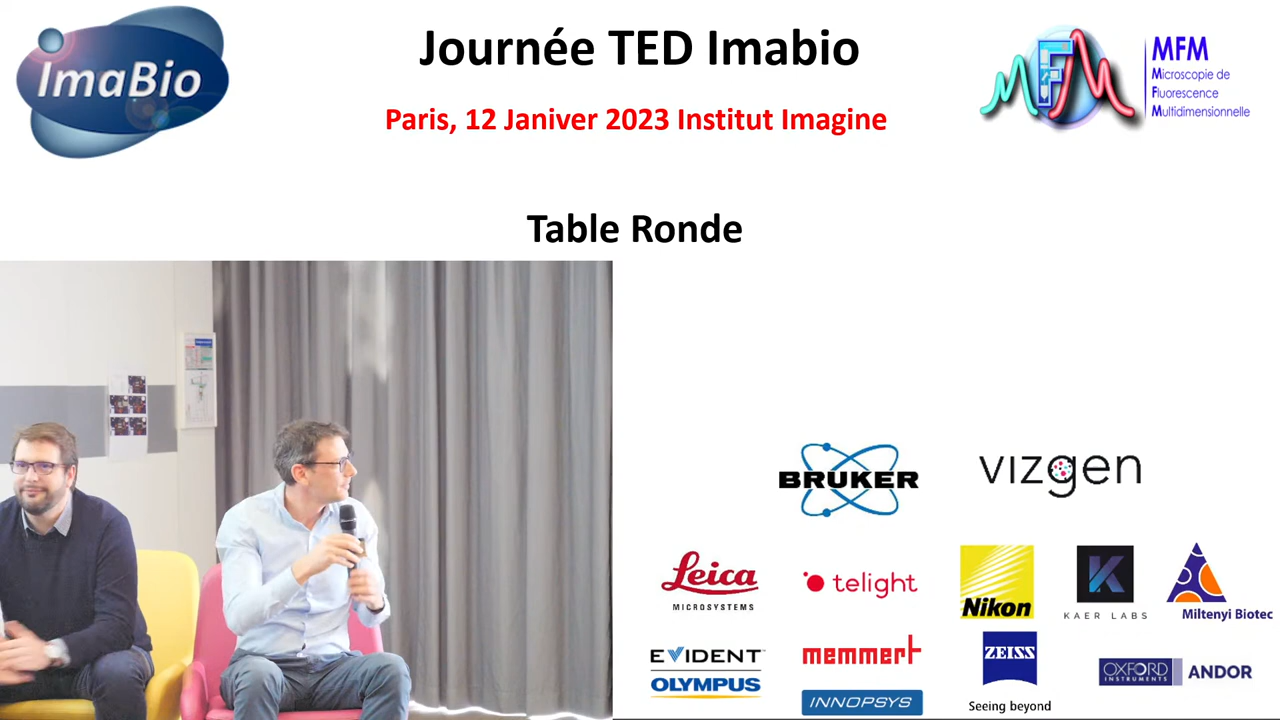 ImaBio
Journée TED Imabio
Paris, 12 Janiver 2023 Institut Imagine
MFM
MFM
Microscopie de
Fluorescence
Multidimensionnelle
Table Ronde
BRUKER
vizgen
Leica
MICROSYSTEMS
telight
Nikon
KAER LABS
Miltenyi Biotec
EVIDENT
OLYMPUS
memmert
INNOPSYS
ZEISS
Seeing beyond
OXFORD
INSTRUMENTS
ANDOR